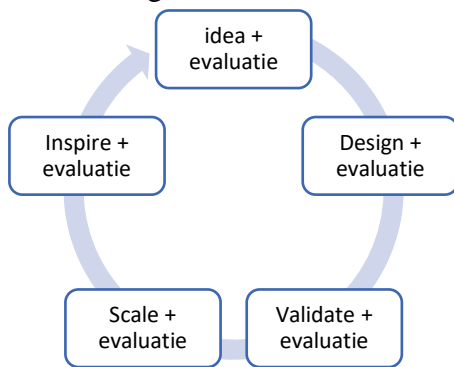 idea +
evaluatie
Design +
evaluatie
Validate +
evaluatie
Scale +
evaluatie
Inspire +
evaluatie